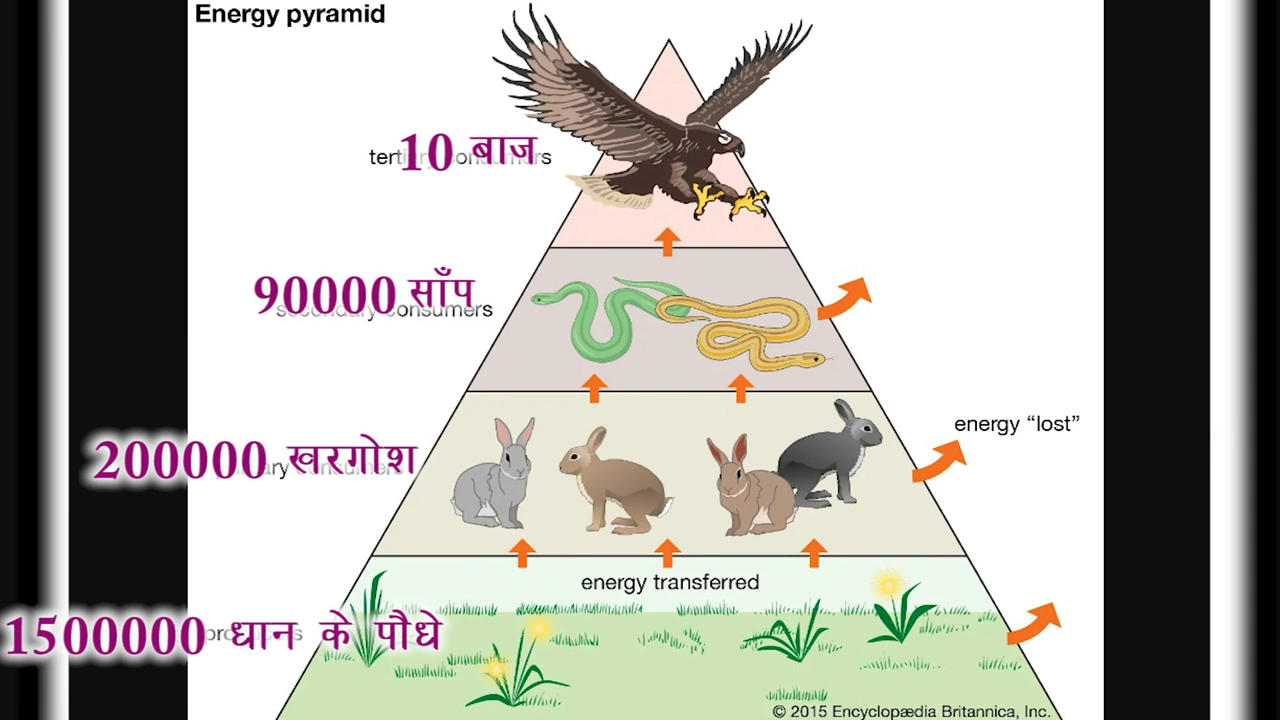 Energy pyramid
10 बाज
90000 साँप
energy “lost”
200000 खरगोश
energy transferred
1500000 धान के पौधे
© 2015 Encyclopædia Britannica, Inc.